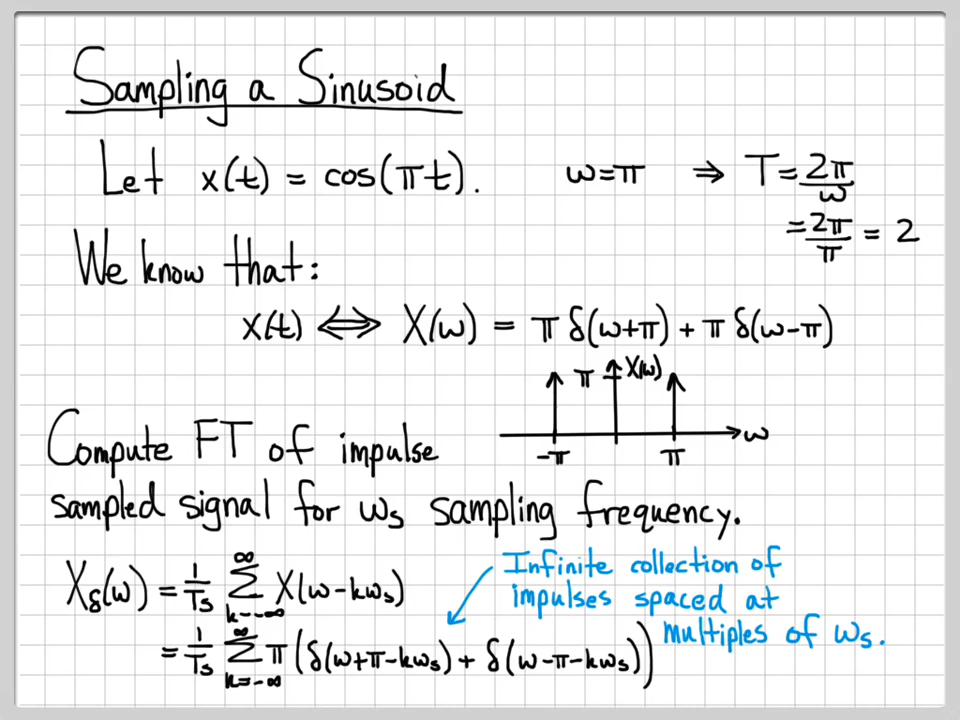 Sampling a Sinusoid
Let x(t) = cos(πt). ω=π ⇒ T = 2π/ω
= 2π/π = 2
We know that:
x(t) ⟺ X(ω) = π δ(ω+π) + π δ(ω-π)
π X(ω)
ω
-π π
Compute FT of impulse
sampled signal for ωs sampling frequency.
Xδ(ω) = 1/Ts ∑_{k=-∞}^{∞} X(ω-kωs)
= 1/Ts ∑_{k=-∞}^{∞} π(δ(ω+π-kωs) + δ(ω-π-kωs))
Infinite collection of
impulses spaced at
multiples of ωs.